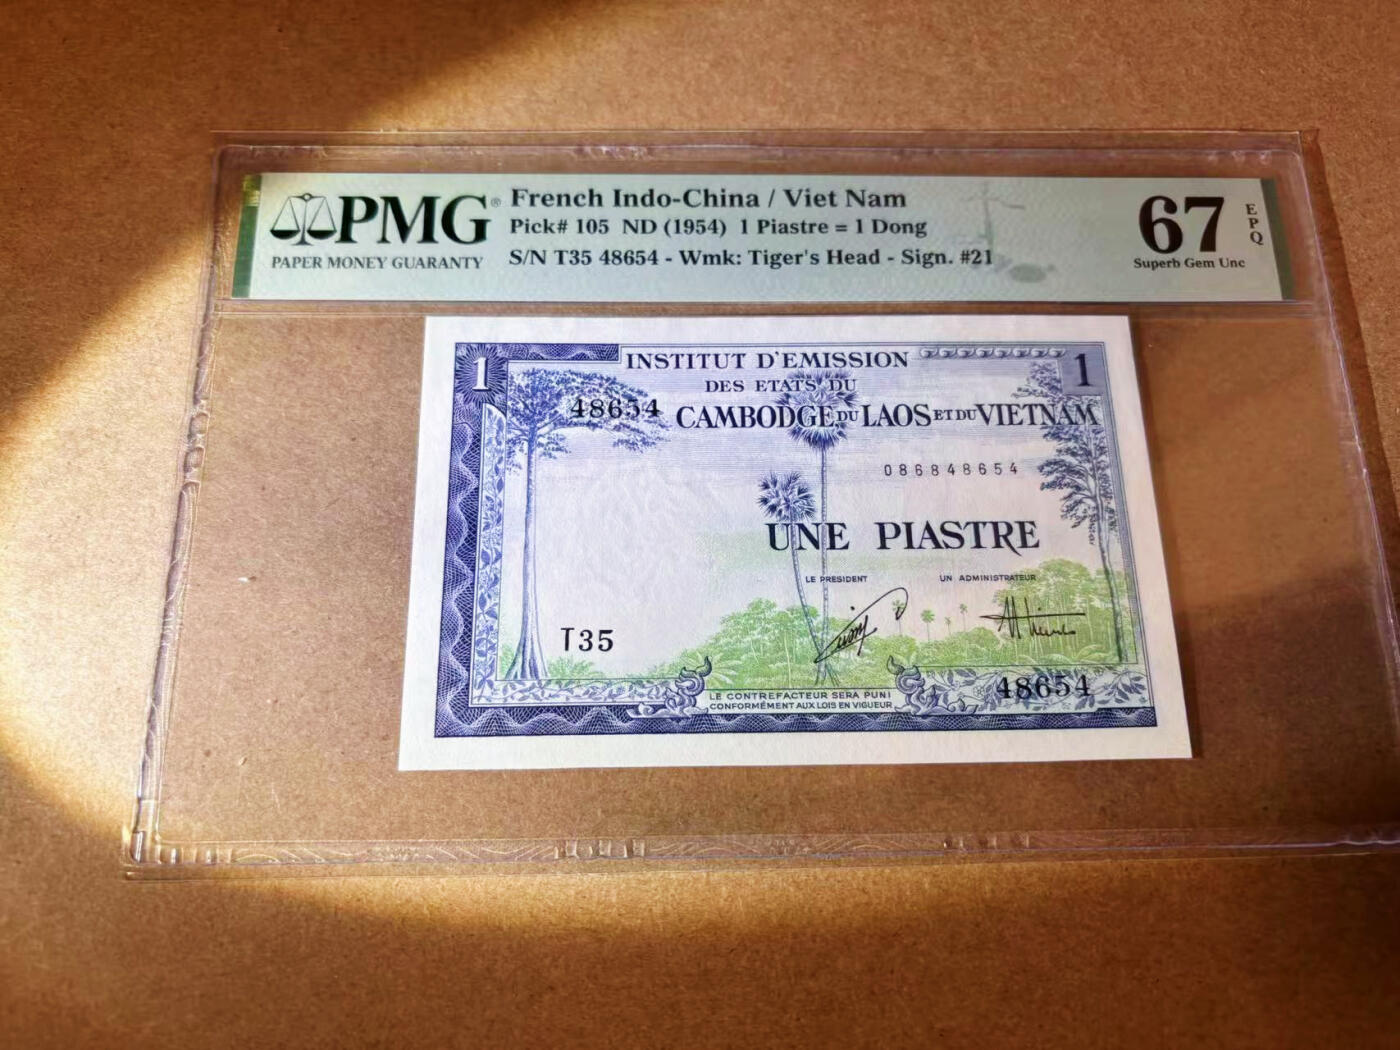 PMG®
PAPER MONEY GUARANTY
French Indo-China / Viet Nam
Pick# 105 ND (1954) 1 Piastre = 1 Dong
S/N T35 48654 - Wmk: Tiger's Head - Sign. #21
67
EPQ
Superb Gem Unc
1
INSTITUT D'EMISSION
1
DES ETATS DU
48654
CAMBODGE DU LAOS ET DU VIETNAM
086848654
UNE PIASTRE
LE PRESIDENT
UN ADMINISTRATEUR
T35
48654
LE CONTREFACTEUR SERA PUNI
CONFORMÉMENT AUX LOIS EN VIGUEUR